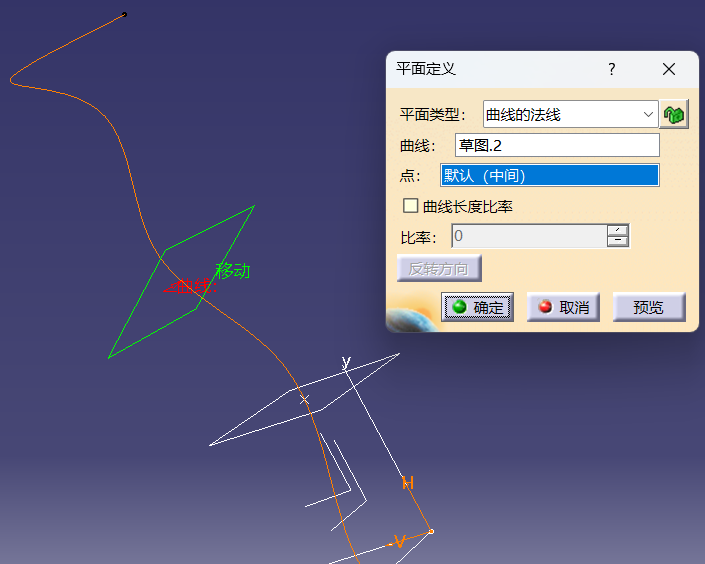 平面定义
?
平面类型：
曲线的法线
曲线：
草图.2
点：
默认（中间）
曲线长度比率
比率：
0
反转方向
确定
取消
预览
移动
y
H
V